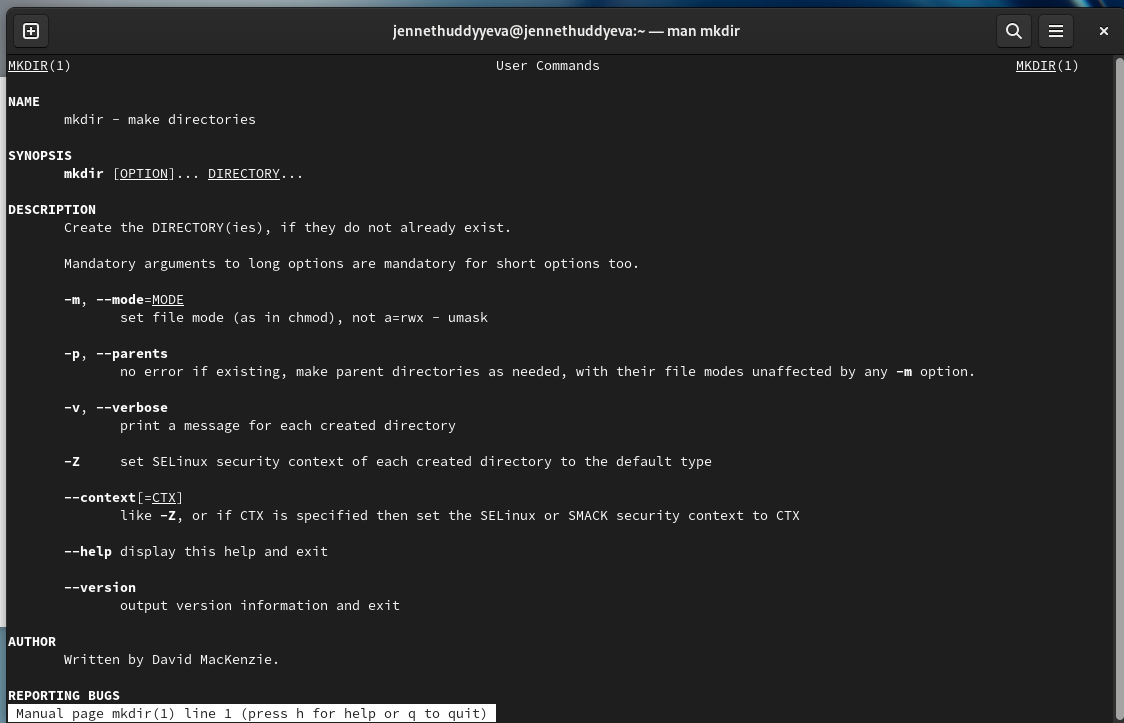 jennethuddyyeva@jennethuddyeva:~ — man mkdir
MKDIR(1) User Commands MKDIR(1)
NAME
mkdir - make directories
SYNOPSIS
mkdir [OPTION]... DIRECTORY...
DESCRIPTION
Create the DIRECTORY(ies), if they do not already exist.
Mandatory arguments to long options are mandatory for short options too.
-m, --mode=MODE
set file mode (as in chmod), not a=rwx - umask
-p, --parents
no error if existing, make parent directories as needed, with their file modes unaffected by any -m option.
-v, --verbose
print a message for each created directory
-Z set SELinux security context of each created directory to the default type
--context[=CTX]
like -Z, or if CTX is specified then set the SELinux or SMACK security context to CTX
--help display this help and exit
--version
output version information and exit
AUTHOR
Written by David MacKenzie.
REPORTING BUGS
Manual page mkdir(1) line 1 (press h for help or q to quit)